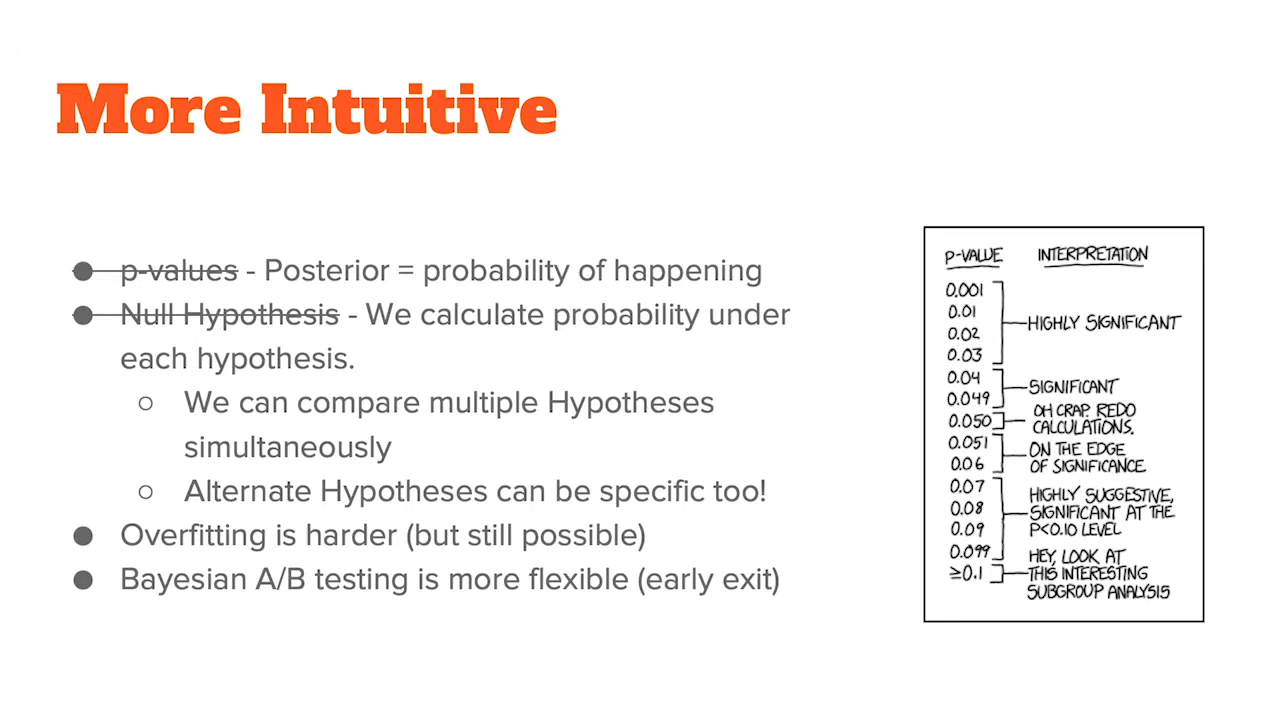 More Intuitive
● p-values - Posterior = probability of happening
● Null Hypothesis - We calculate probability under
each hypothesis.
○ We can compare multiple Hypotheses
simultaneously
○ Alternate Hypotheses can be specific too!
● Overfitting is harder (but still possible)
● Bayesian A/B testing is more flexible (early exit)
P-VALUE INTERPRETATION
0.001
0.01
0.02
0.03
HIGHLY SIGNIFICANT
0.04
0.049
SIGNIFICANT
0.050
OH CRAP. REDO
CALCULATIONS.
0.051
0.06
ON THE EDGE
OF SIGNIFICANCE
0.07
0.08
0.09
0.099
HIGHLY SUGGESTIVE,
SIGNIFICANT AT THE
P<0.10 LEVEL
≥0.1
HEY, LOOK AT
THIS INTERESTING
SUBGROUP ANALYSIS